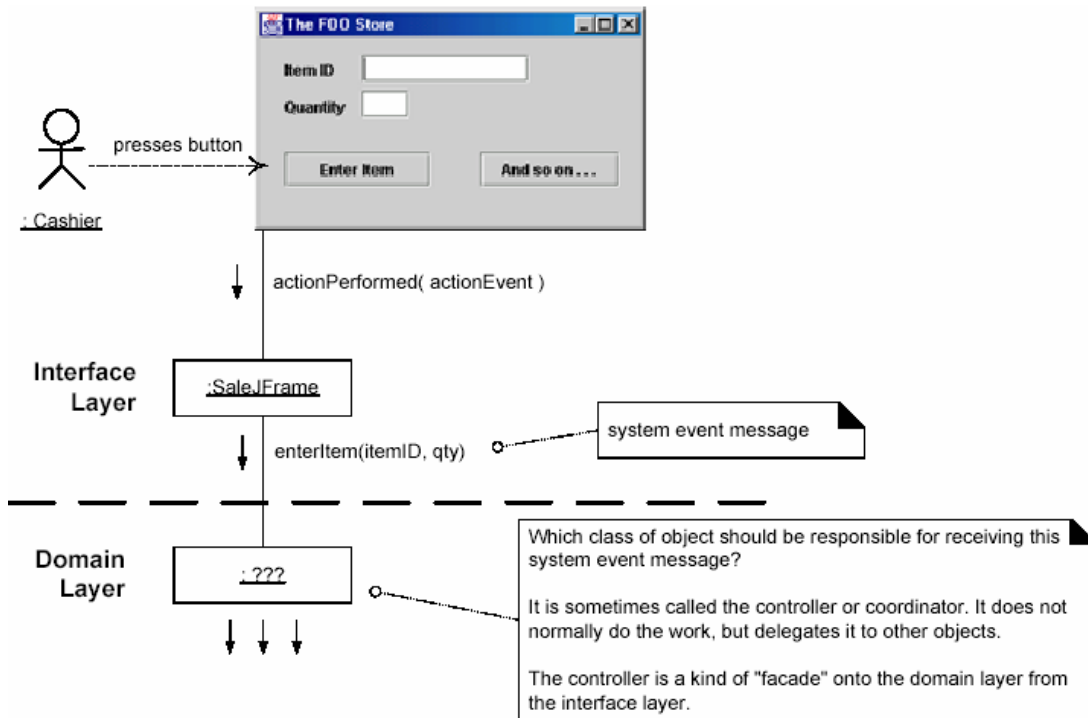 The FOO Store
Item ID
Quantity
Enter Item
And so on . . .
presses button
: Cashier
actionPerformed( actionEvent )
Interface
Layer
:SaleJFrame
enterItem(itemID, qty)
system event message
Domain
Layer
: ???
Which class of object should be responsible for receiving this
system event message?
It is sometimes called the controller or coordinator. It does not
normally do the work, but delegates it to other objects.
The controller is a kind of "facade" onto the domain layer from
the interface layer.